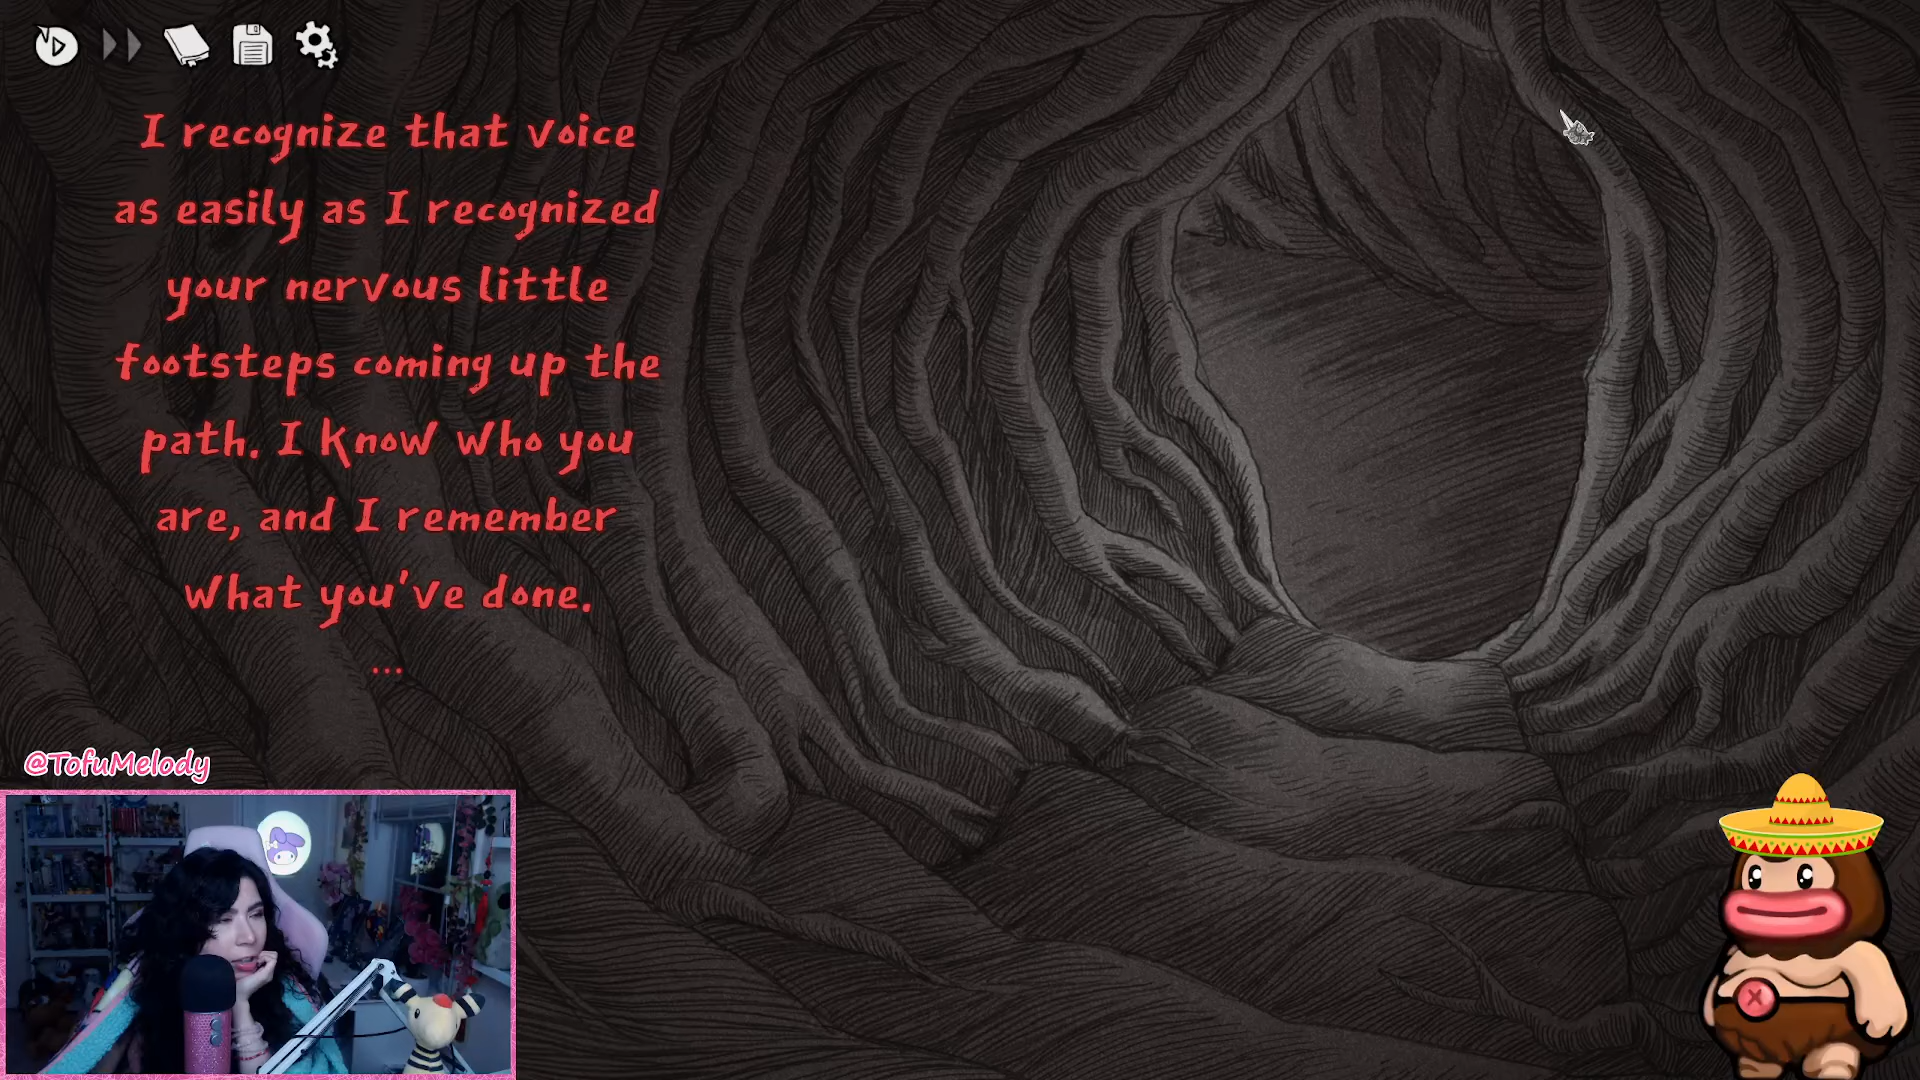 I recognize that voice
as easily as I recognized
your nervous little
footsteps coming up the
path. I know who you
are, and I remember
what you've done.
...
@TofuMelody